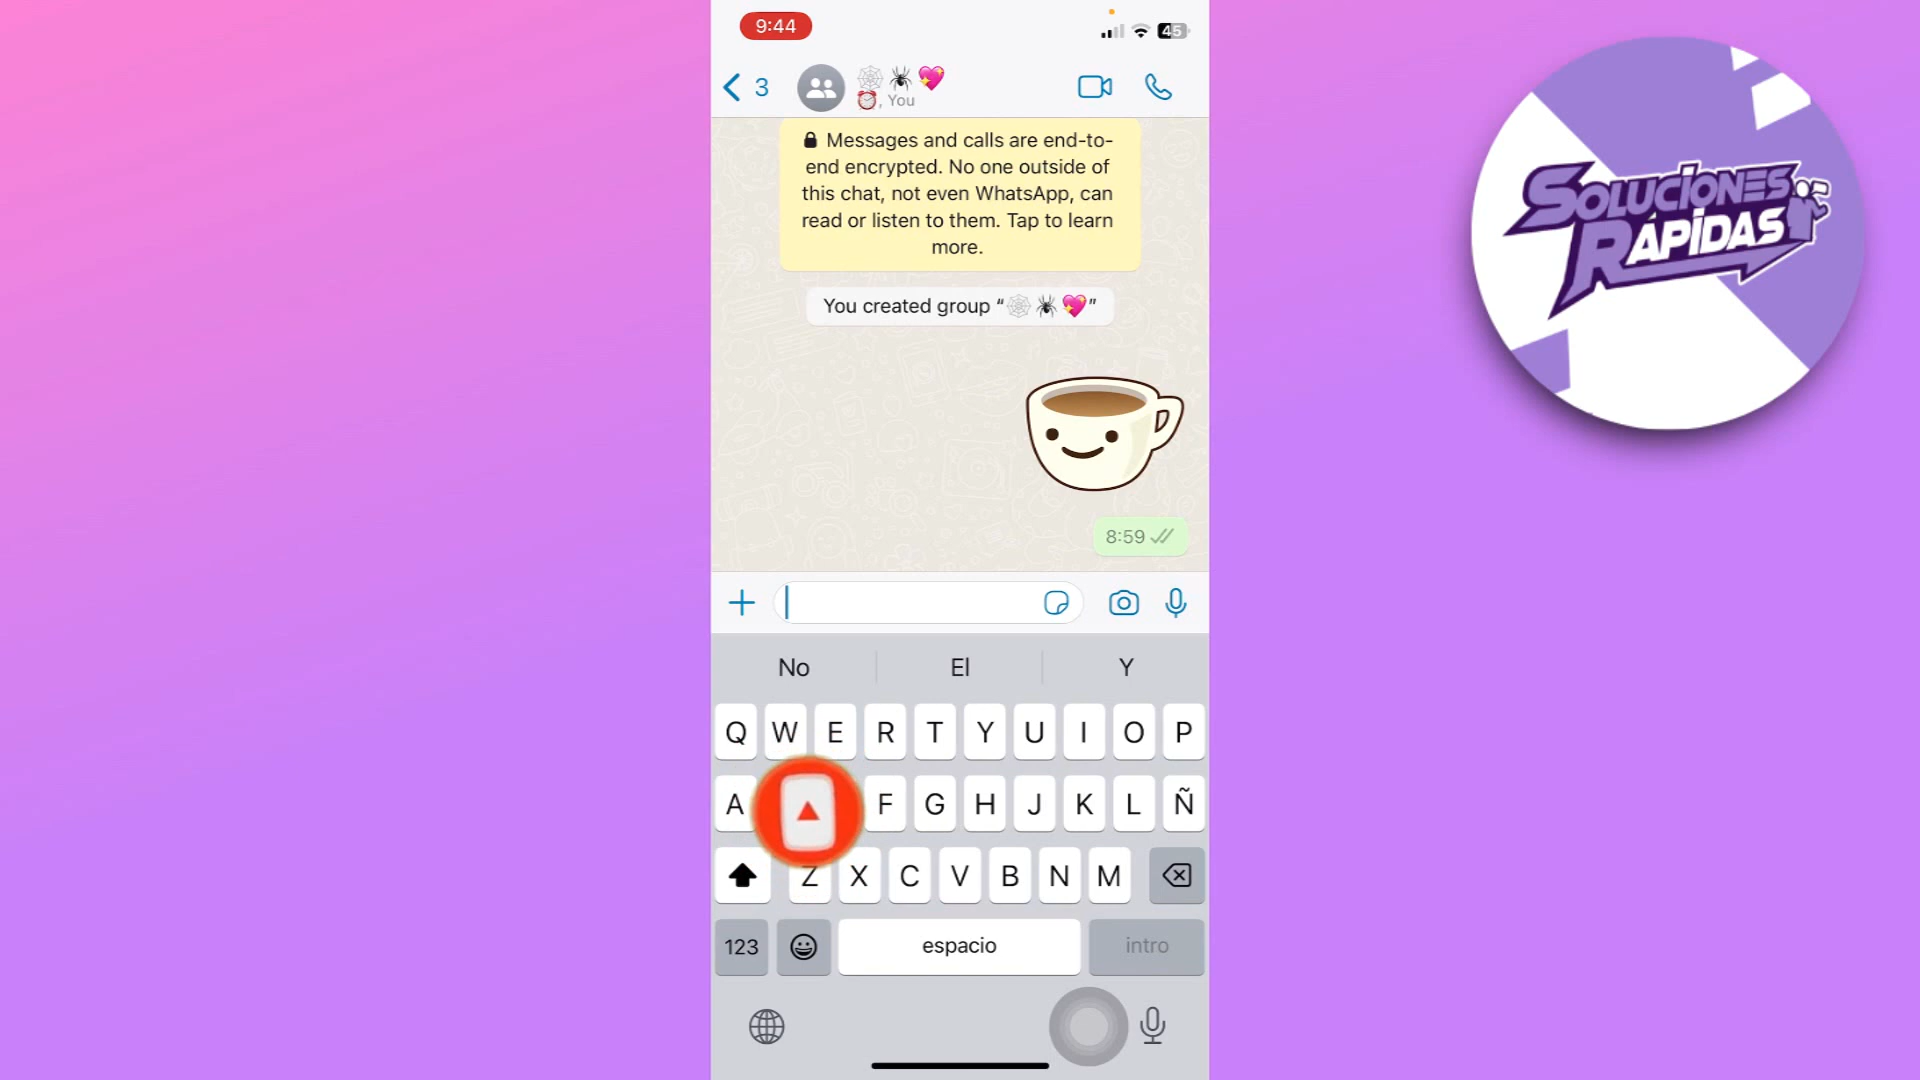 9:44
45
3
, You
Messages and calls are end-to-
end encrypted. No one outside of
this chat, not even WhatsApp, can
read or listen to them. Tap to learn
more.
You created group “🕸🕷💖”
8:59
No El Y
Q W E R T Y U I O P
A F G H J K L Ñ
Z X C V B N M
123 espacio intro
SOLUCIONES
RÁPIDAS